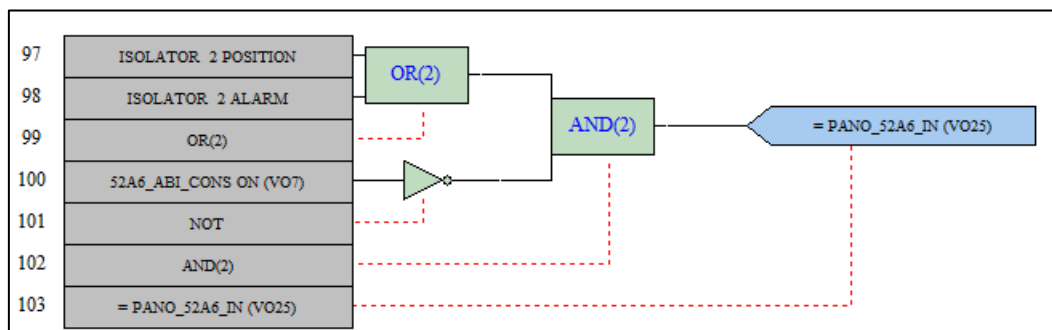 97 ISOLATOR 2 POSITION
98 ISOLATOR 2 ALARM
OR(2)
99 OR(2)
AND(2)
= PANO_52A6_IN (VO25)
100 52A6_ABI_CONS ON (VO7)
101 NOT
102 AND(2)
103 = PANO_52A6_IN (VO25)